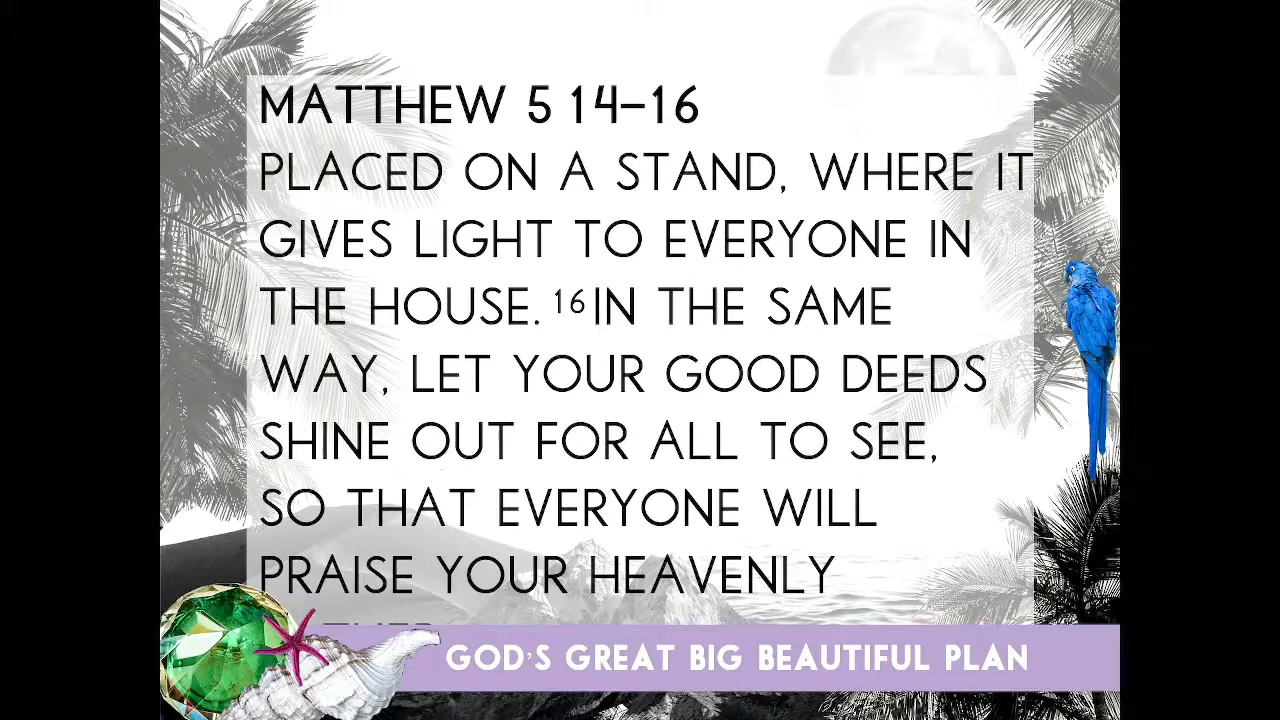 MATTHEW 5 14–16
PLACED ON A STAND, WHERE IT
GIVES LIGHT TO EVERYONE IN
THE HOUSE. 16 IN THE SAME
WAY, LET YOUR GOOD DEEDS
SHINE OUT FOR ALL TO SEE,
SO THAT EVERYONE WILL
PRAISE YOUR HEAVENLY
GOD'S GREAT BIG BEAUTIFUL PLAN